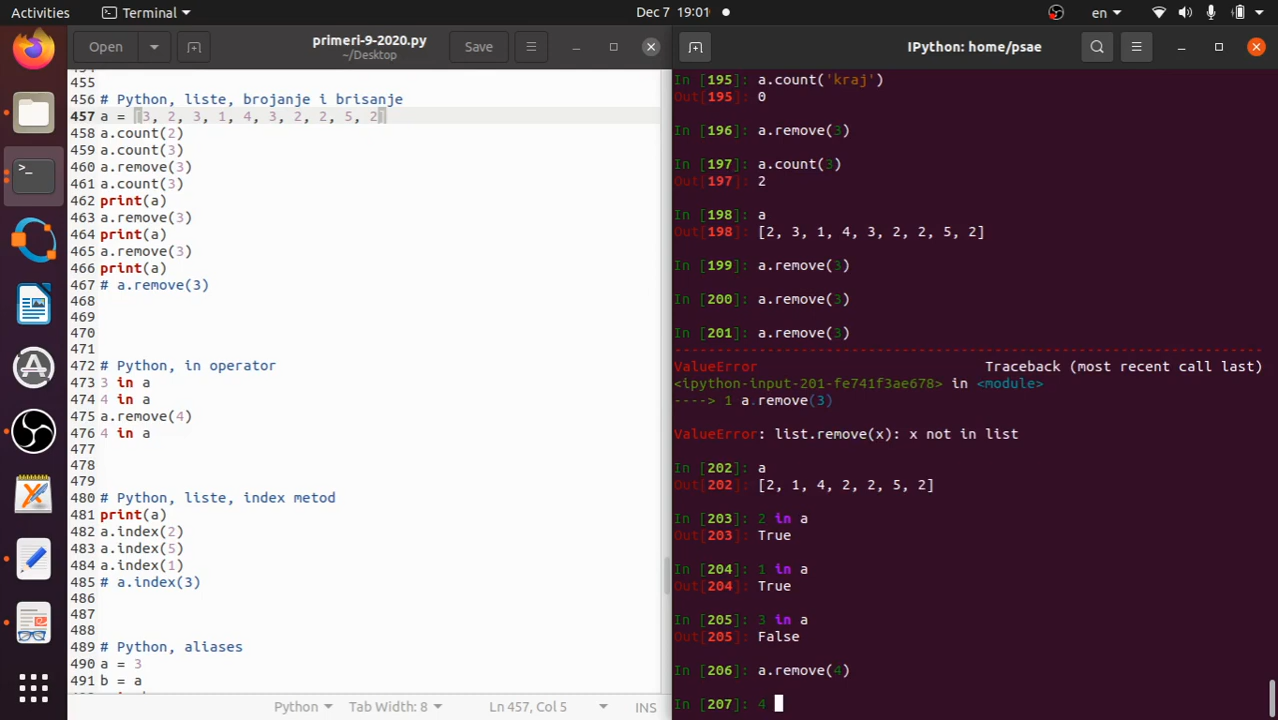 Activities
Terminal
Dec 7 19:01
en
Open
primeri-9-2020.py
~/Desktop
Save
455
456 # Python, liste, brojanje i brisanje
457 a = [3, 2, 3, 1, 4, 3, 2, 2, 5, 2]
458 a.count(2)
459 a.count(3)
460 a.remove(3)
461 a.count(3)
462 print(a)
463 a.remove(3)
464 print(a)
465 a.remove(3)
466 print(a)
467 # a.remove(3)
468
469
470
471
472 # Python, in operator
473 3 in a
474 4 in a
475 a.remove(4)
476 4 in a
477
478
479
480 # Python, liste, index metod
481 print(a)
482 a.index(2)
483 a.index(5)
484 a.index(1)
485 # a.index(3)
486
487
488
489 # Python, aliases
490 a = 3
491 b = a
Python
Tab Width: 8
Ln 457, Col 5
INS
IPython: home/psae
In [195]: a.count('kraj')
Out[195]: 0
In [196]: a.remove(3)
In [197]: a.count(3)
Out[197]: 2
In [198]: a
Out[198]: [2, 3, 1, 4, 3, 2, 2, 5, 2]
In [199]: a.remove(3)
In [200]: a.remove(3)
In [201]: a.remove(3)
---------------------------------------------------------------------------
ValueError Traceback (most recent call last)
<ipython-input-201-fe741f3ae678> in <module>
----> 1 a.remove(3)
ValueError: list.remove(x): x not in list
In [202]: a
Out[202]: [2, 1, 4, 2, 2, 5, 2]
In [203]: 2 in a
Out[203]: True
In [204]: 1 in a
Out[204]: True
In [205]: 3 in a
Out[205]: False
In [206]: a.remove(4)
In [207]: 4